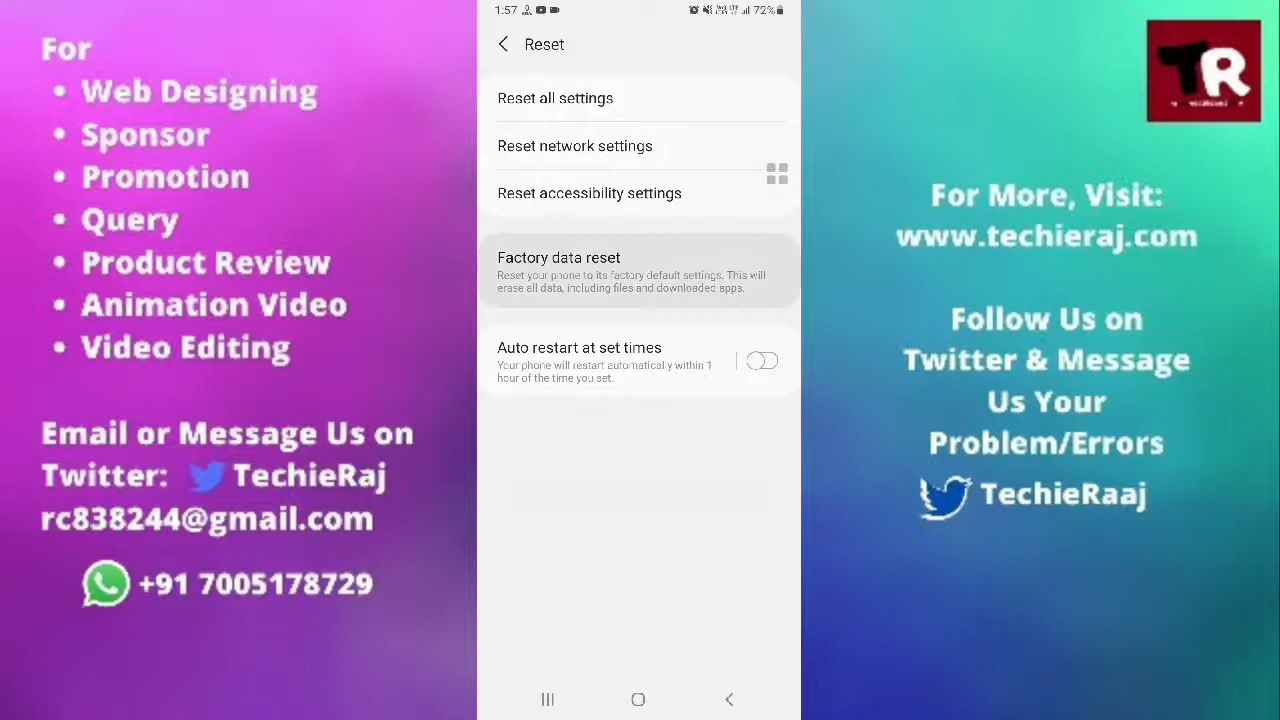 For
• Web Designing
• Sponsor
• Promotion
• Query
• Product Review
• Animation Video
• Video Editing
Email or Message Us on
Twitter: TechieRaj
rc838244@gmail.com
+91 7005178729
1:57
72%
Reset
Reset all settings
Reset network settings
Reset accessibility settings
Factory data reset
Reset your phone to its factory default settings. This will
erase all data, including files and downloaded apps.
Auto restart at set times
Your phone will restart automatically within 1
hour of the time you set.
TR
For More, Visit:
www.techieraj.com
Follow Us on
Twitter & Message
Us Your
Problem/Errors
TechieRaaj